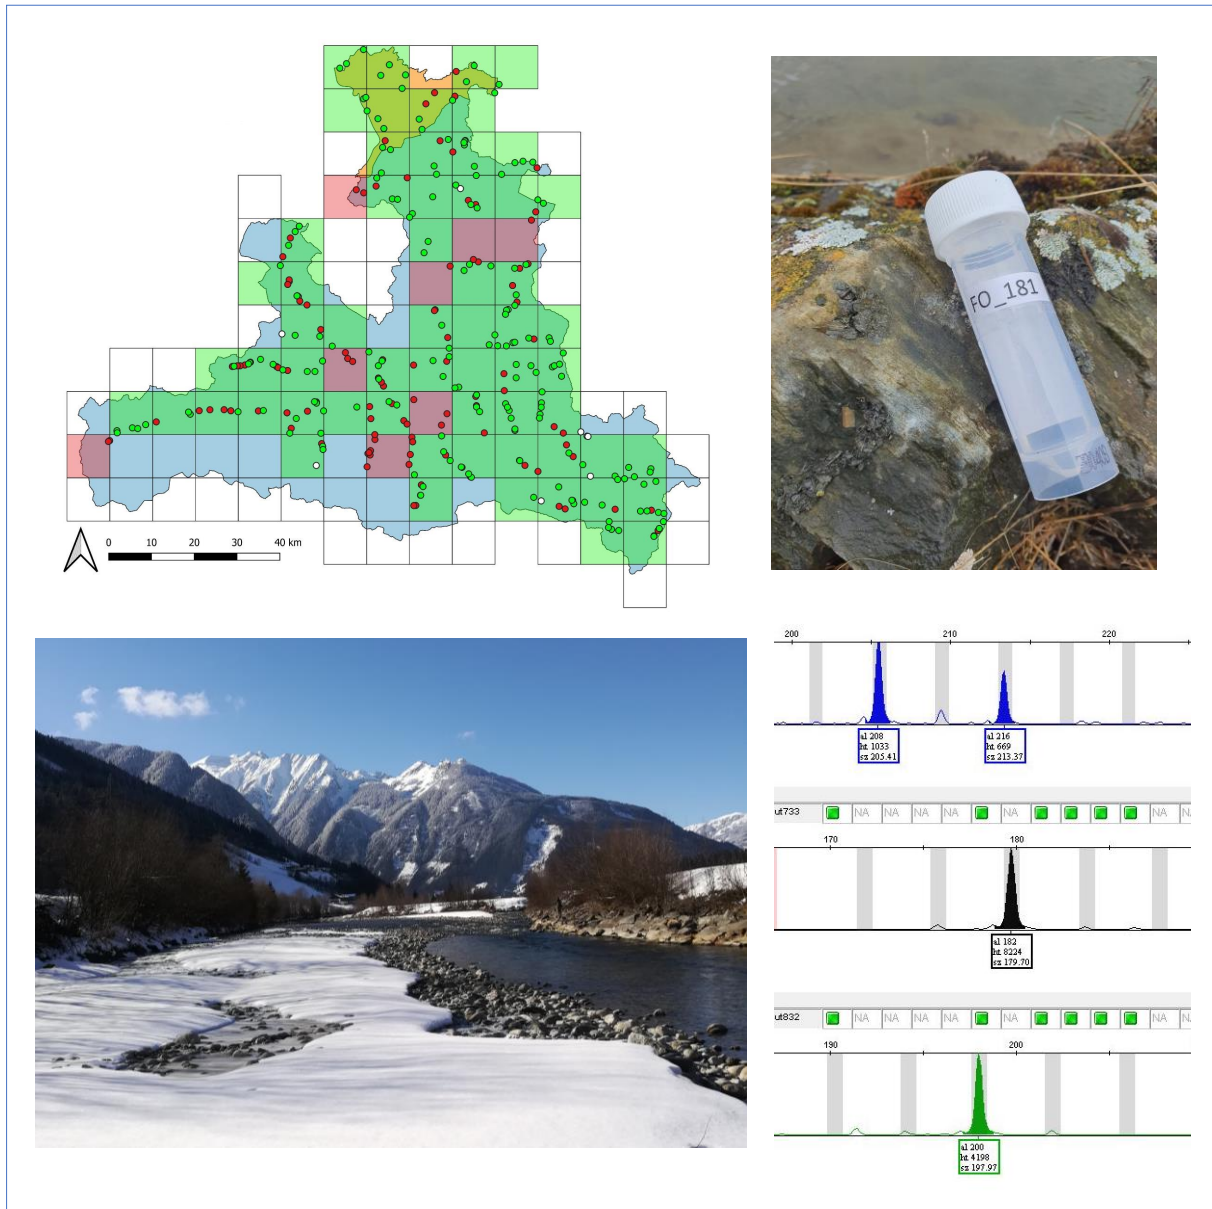 0 10 20 30 40 km
FO_181
200 210 220
al 208
ht 1033
sz 205.41
al 216
ht 669
sz 213.37
ut733 NA NA NA NA NA
170 180
al 182
ht 8224
sz 179.70
ut832 NA NA NA NA NA
190 200
al 200
ht 4198
sz 197.97